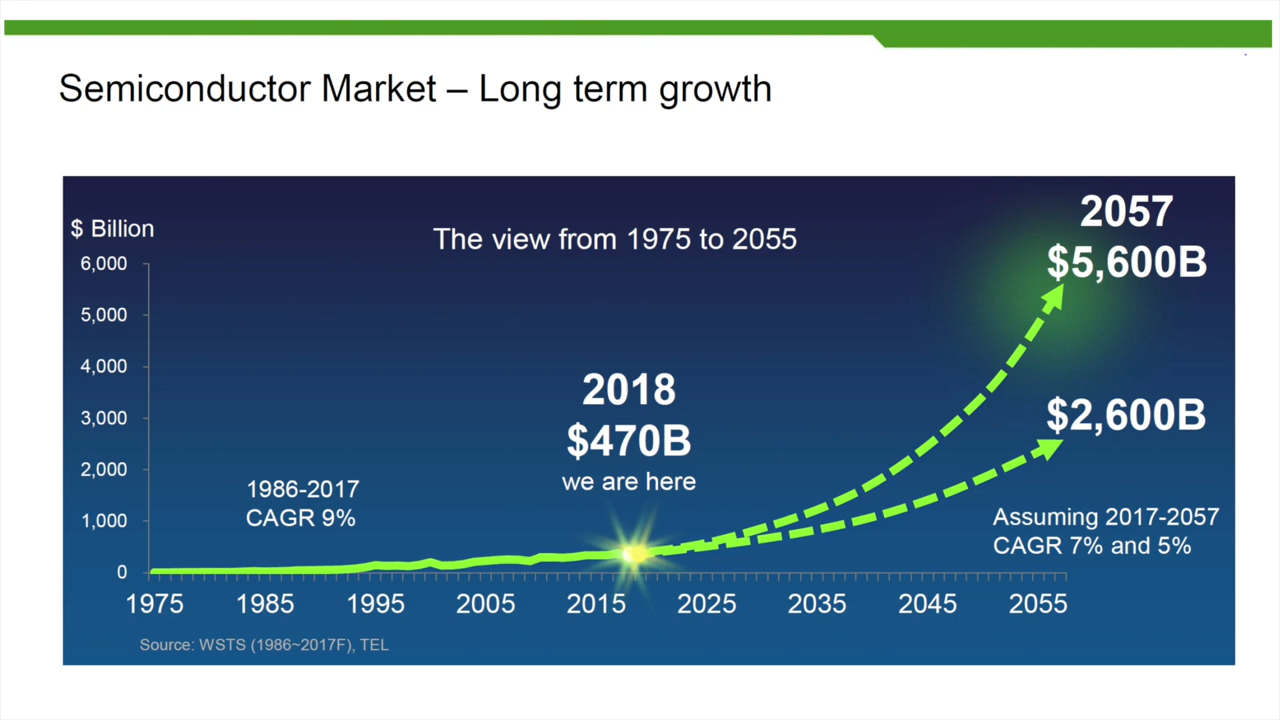 Semiconductor Market – Long term growth
$ Billion
The view from 1975 to 2055
2057
$5,600B
6,000
5,000
4,000
3,000
2,000
1,000
0
2018
$470B
we are here
$2,600B
1986-2017
CAGR 9%
Assuming 2017-2057
CAGR 7% and 5%
1975 1985 1995 2005 2015 2025 2035 2045 2055
Source: WSTS (1986~2017F), TEL